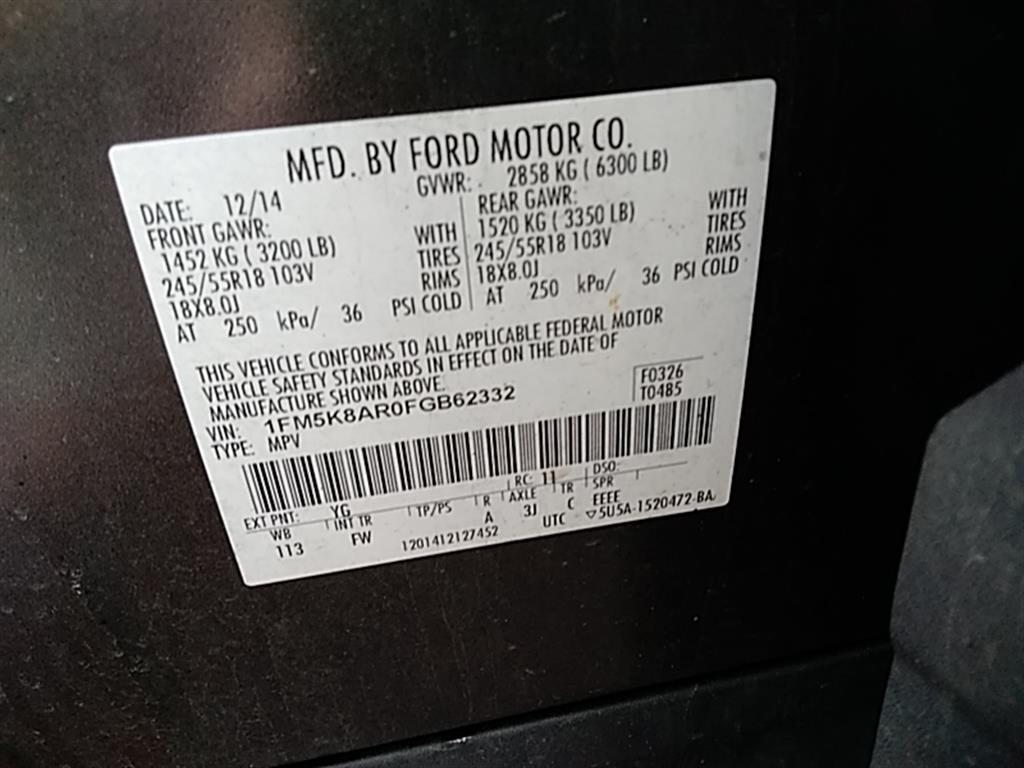 MFD. BY FORD MOTOR CO.
DATE: 12/14 GVWR: 2858 KG ( 6300 LB)
FRONT GAWR: REAR GAWR:
1452 KG ( 3200 LB) WITH 1520 KG ( 3350 LB) WITH
245/55R18 103V TIRES 245/55R18 103V TIRES
18X8.0J RIMS 18X8.0J RIMS
AT 250 kPa/ 36 PSI COLD AT 250 kPa/ 36 PSI COLD
THIS VEHICLE CONFORMS TO ALL APPLICABLE FEDERAL MOTOR
VEHICLE SAFETY STANDARDS IN EFFECT ON THE DATE OF
MANUFACTURE SHOWN ABOVE.
VIN: 1FM5K8AR0FGB62332 F0326
TYPE: MPV T0485
EXT PNT: YG RC: 11 DSO:
WB INT TR TP/PS R AXLE TR SPR
113 FW A 3J C EEEE
1201412127452 UTC ▽5U5A-1520472-BA